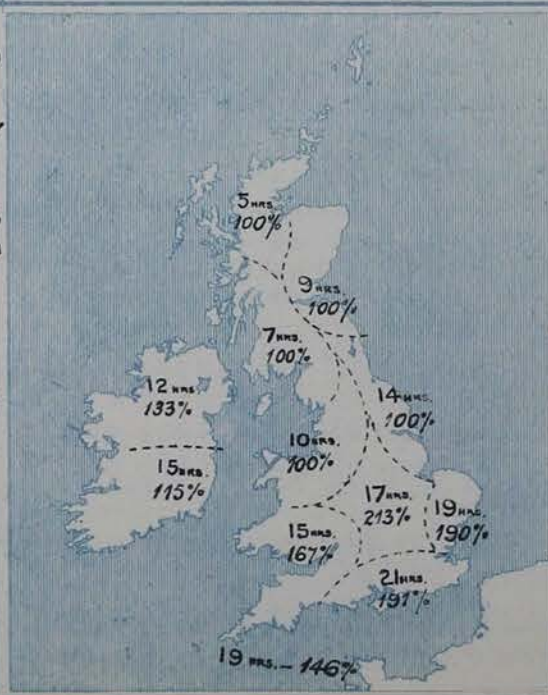 5 HRS.
100%
9 HRS.
100%
7 HRS.
100%
12 HRS.
133%
14 HRS.
100%
10 HRS.
100%
15 HRS.
115%
17 HRS.
213%
19 HRS.
190%
15 HRS.
167%
21 HRS.
191%
19 HRS. - 146%